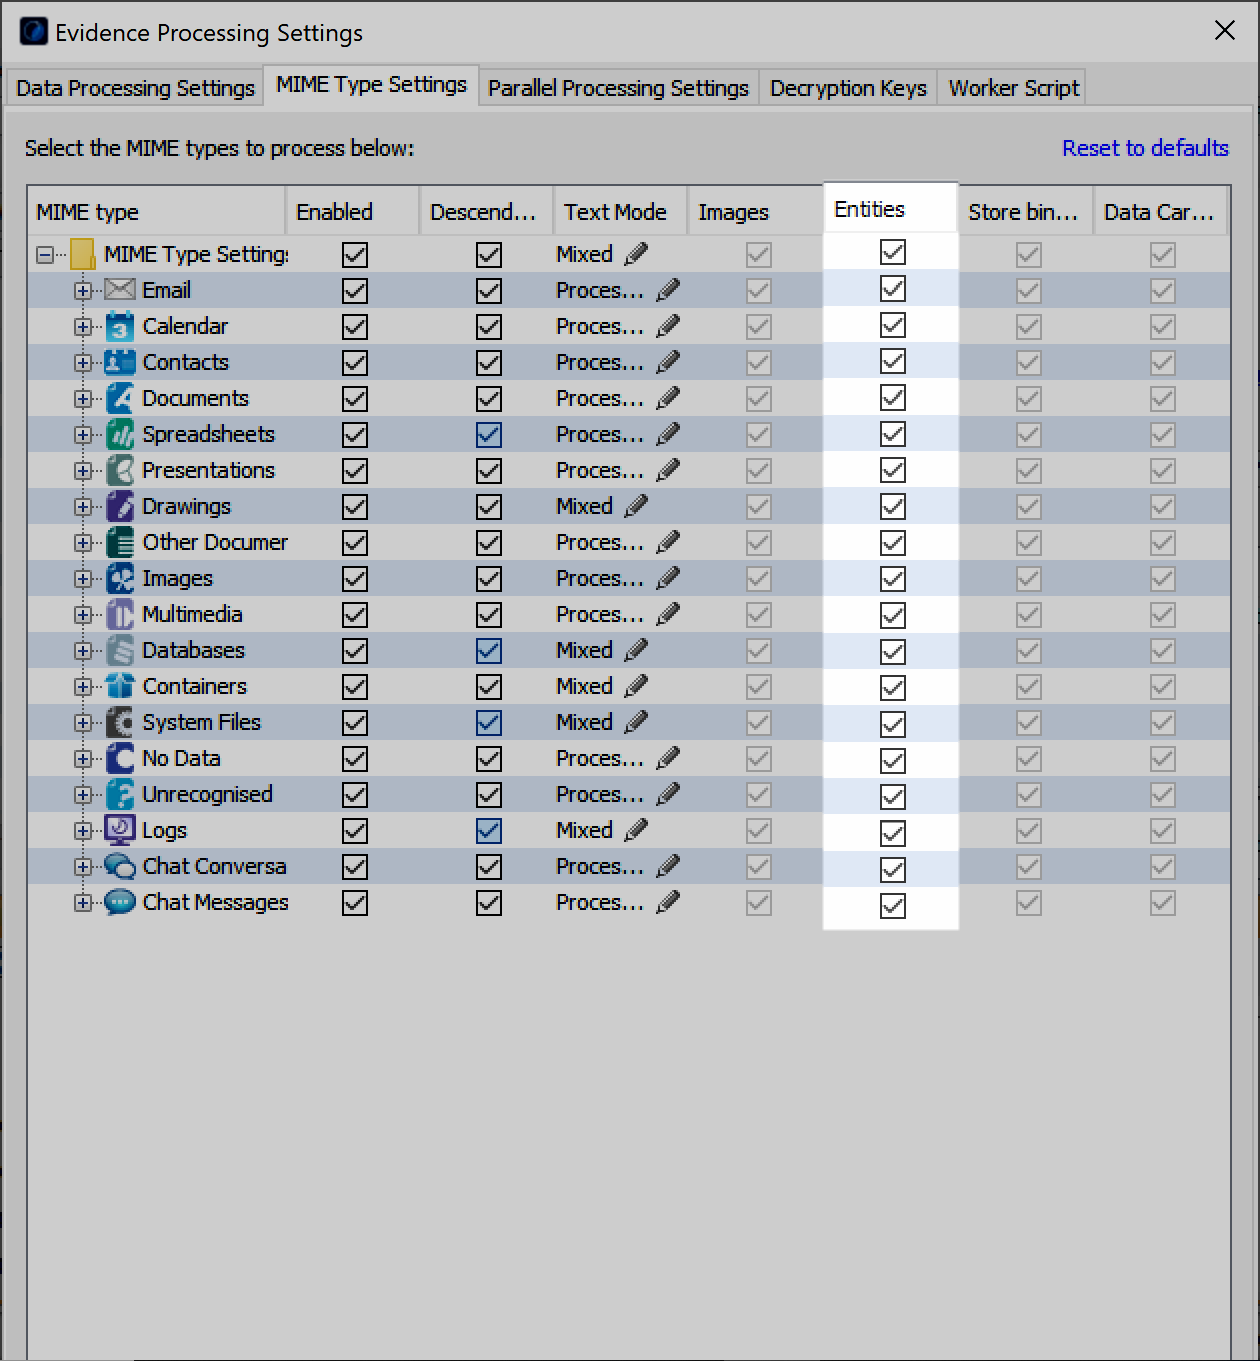 Evidence Processing Settings
Data Processing Settings MIME Type Settings Parallel Processing Settings Decryption Keys Worker Script
Select the MIME types to process below: Reset to defaults
MIME type Enabled Descend... Text Mode Images Entities Store bin... Data Car...
MIME Type Settings Mixed
Email Proces...
3 Calendar Proces...
Contacts Proces...
Documents Proces...
Spreadsheets Proces...
Presentations Proces...
Drawings Mixed
Other Documer Proces...
Images Proces...
Multimedia Proces...
Databases Mixed
Containers Mixed
System Files Mixed
No Data Proces...
? Unrecognised Proces...
Logs Mixed
Chat Conversa Proces...
Chat Messages Proces...